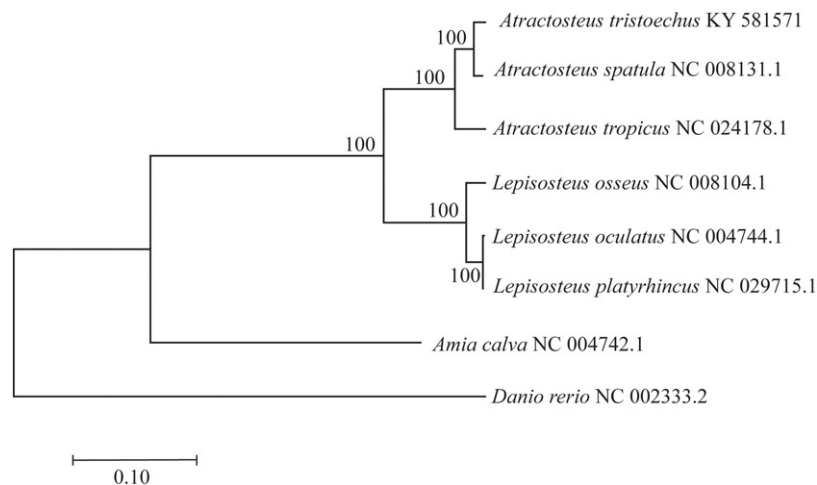 Atractosteus tristoechus KY 581571
100
Atractosteus spatula NC 008131.1
100
Atractosteus tropicus NC 024178.1
100
Lepisosteus osseus NC 008104.1
100
Lepisosteus oculatus NC 004744.1
100
Lepisosteus platyrhincus NC 029715.1
Amia calva NC 004742.1
Danio rerio NC 002333.2
0.10